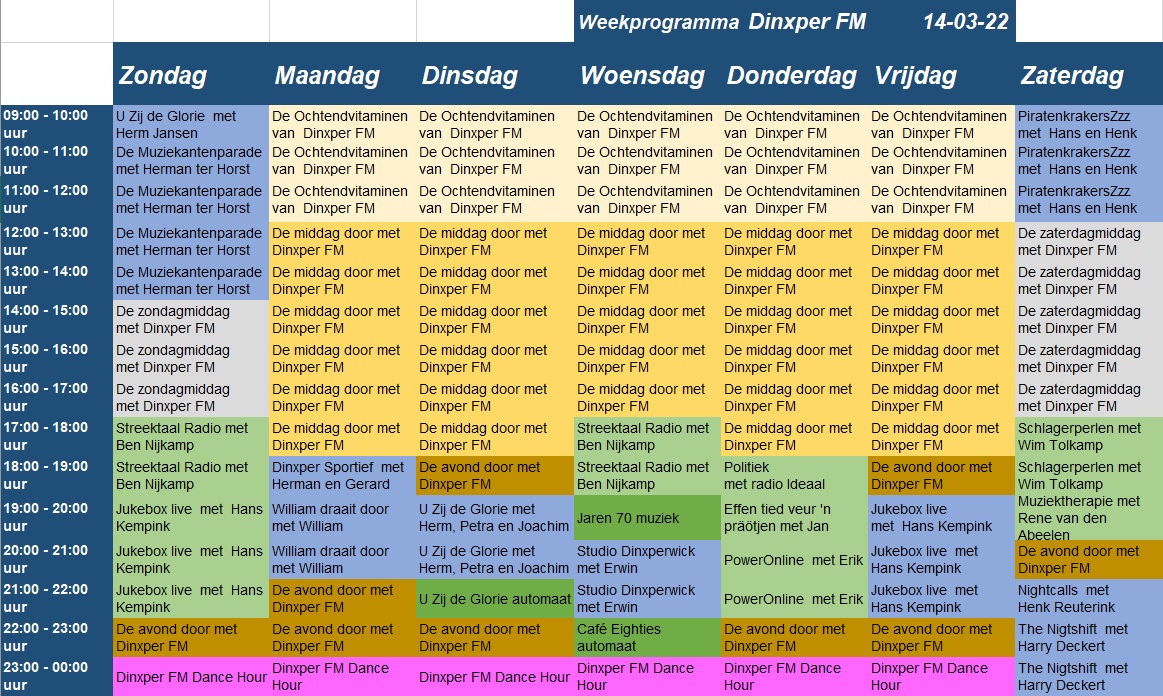 Weekprogramma Dinxper FM 14-03-22
Zondag Maandag Dinsdag Woensdag Donderdag Vrijdag Zaterdag
09:00 - 10:00 U Zij de Glorie met De Ochtendvitaminen De Ochtendvitaminen De Ochtendvitaminen De Ochtendvitaminen De Ochtendvitaminen PiratenkrakersZzz
uur Herm Jansen van Dinxper FM van Dinxper FM van Dinxper FM van Dinxper FM van Dinxper FM met Hans en Henk
10:00 - 11:00 De Muziekantenparade De Ochtendvitaminen De Ochtendvitaminen De Ochtendvitaminen De Ochtendvitaminen De Ochtendvitaminen PiratenkrakersZzz
uur met Herman ter Horst van Dinxper FM van Dinxper FM van Dinxper FM van Dinxper FM van Dinxper FM met Hans en Henk
11:00 - 12:00 De Muziekantenparade De Ochtendvitaminen De Ochtendvitaminen De Ochtendvitaminen De Ochtendvitaminen De Ochtendvitaminen PiratenkrakersZzz
uur met Herman ter Horst van Dinxper FM van Dinxper FM van Dinxper FM van Dinxper FM van Dinxper FM met Hans en Henk
12:00 - 13:00 De Muziekantenparade De middag door met De middag door met De middag door met De middag door met De middag door met De zaterdagmiddag
uur met Herman ter Horst Dinxper FM Dinxper FM Dinxper FM Dinxper FM Dinxper FM met Dinxper FM
13:00 - 14:00 De Muziekantenparade De middag door met De middag door met De middag door met De middag door met De middag door met De zaterdagmiddag
uur met Herman ter Horst Dinxper FM Dinxper FM Dinxper FM Dinxper FM Dinxper FM met Dinxper FM
14:00 - 15:00 De zondagmiddag De middag door met De middag door met De middag door met De middag door met De middag door met De zaterdagmiddag
uur met Dinxper FM Dinxper FM Dinxper FM Dinxper FM Dinxper FM Dinxper FM met Dinxper FM
15:00 - 16:00 De zondagmiddag De middag door met De middag door met De middag door met De middag door met De middag door met De zaterdagmiddag
uur met Dinxper FM Dinxper FM Dinxper FM Dinxper FM Dinxper FM Dinxper FM met Dinxper FM
16:00 - 17:00 De zondagmiddag De middag door met De middag door met De middag door met De middag door met De middag door met De zaterdagmiddag
uur met Dinxper FM Dinxper FM Dinxper FM Dinxper FM Dinxper FM Dinxper FM met Dinxper FM
17:00 - 18:00 Streektaal Radio met De middag door met De middag door met Streektaal Radio met De middag door met De middag door met Schlagerperlen met
uur Ben Nijkamp Dinxper FM Dinxper FM Ben Nijkamp Dinxper FM Dinxper FM Wim Tolkamp
18:00 - 19:00 Streektaal Radio met Dinxper Sportief met De avond door met Streektaal Radio met Politiek De avond door met Schlagerperlen met
uur Ben Nijkamp Herman en Gerard Dinxper FM Ben Nijkamp met radio Ideaal Dinxper FM Wim Tolkamp
19:00 - 20:00 Jukebox live met Hans William draait door U Zij de Glorie met Jaren 70 muziek Effen tied veur 'n Jukebox live Muziektherapie met
uur Kempink met William Herm, Petra en Joachim präötjen met Jan met Hans Kempink Rene van den
Abeelen
20:00 - 21:00 Jukebox live met Hans William draait door U Zij de Glorie met Studio Dinxperwick PowerOnline met Erik Jukebox live met De avond door met
uur Kempink met William Herm, Petra en Joachim met Erwin Hans Kempink Dinxper FM
21:00 - 22:00 Jukebox live met Hans De avond door met U Zij de Glorie automaat Studio Dinxperwick PowerOnline met Erik Jukebox live met Nightcalls met
uur Kempink Dinxper FM met Erwin Hans Kempink Henk Reuterink
22:00 - 23:00 De avond door met De avond door met De avond door met Café Eighties De avond door met De avond door met The Nigtshift met
uur Dinxper FM Dinxper FM Dinxper FM automaat Dinxper FM Dinxper FM Harry Deckert
23:00 - 00:00 Dinxper FM Dance Hour Dinxper FM Dance Dinxper FM Dance Hour Dinxper FM Dance Dinxper FM Dance Dinxper FM Dance The Nigtshift met
uur Hour Hour Hour Hour Harry Deckert